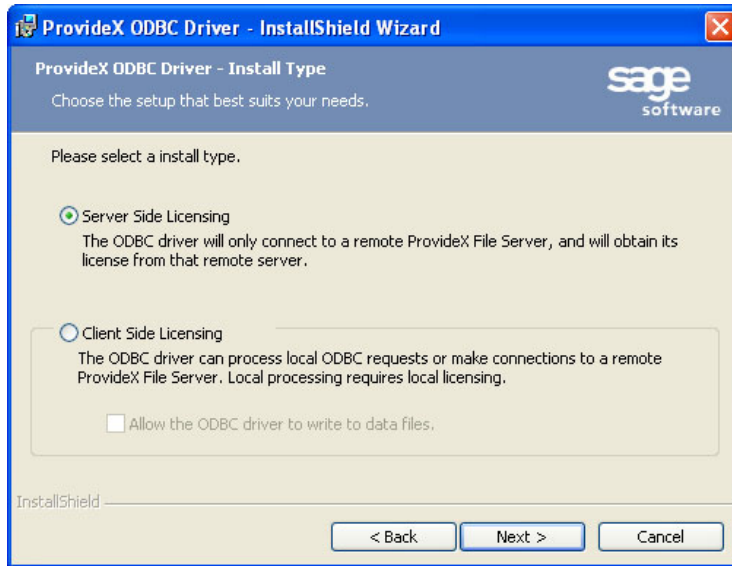 ProvideX ODBC Driver - InstallShield Wizard
ProvideX ODBC Driver - Install Type
Choose the setup that best suits your needs.
sage
software
Please select a install type.
Server Side Licensing
The ODBC driver will only connect to a remote ProvideX File Server, and will obtain its
license from that remote server.
Client Side Licensing
The ODBC driver can process local ODBC requests or make connections to a remote
ProvideX File Server. Local processing requires local licensing.
Allow the ODBC driver to write to data files.
InstallShield
< Back Next > Cancel